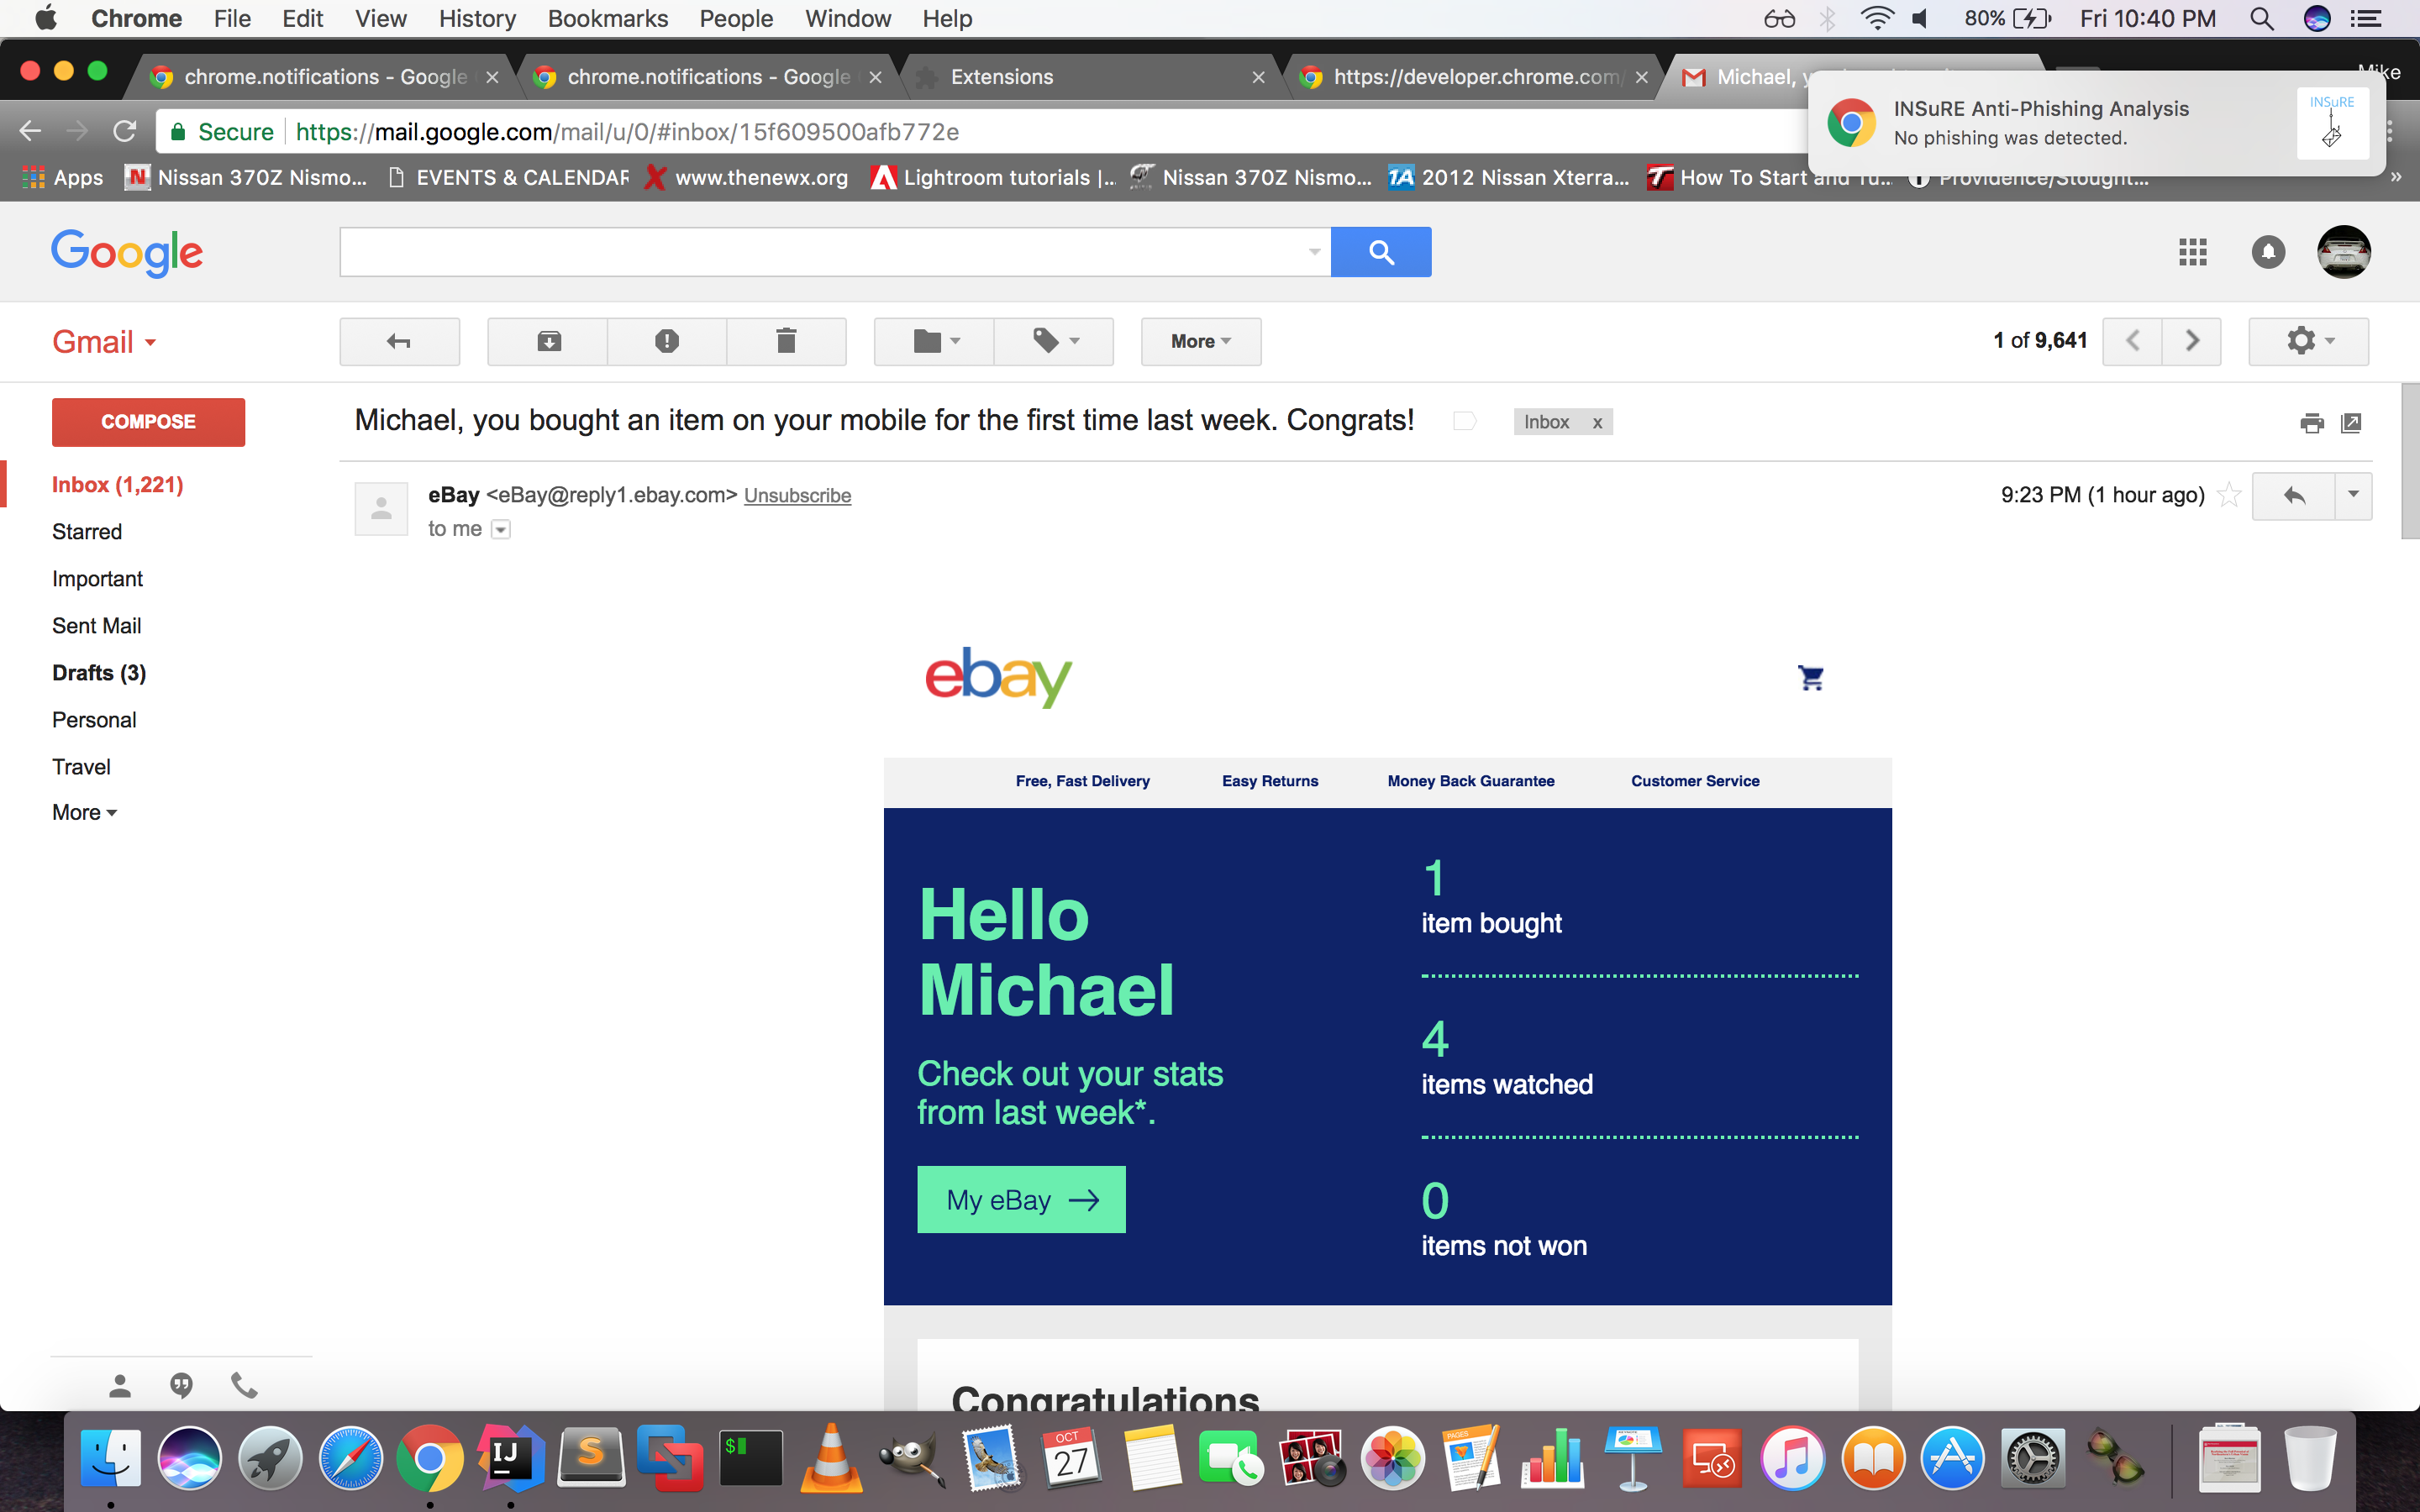 Chrome File Edit View History Bookmarks People Window Help 80% Fri 10:40 PM
chrome.notifications - Google chrome.notifications - Google Extensions https://developer.chrome.com/ Michael, Mike
INSuRE Anti-Phishing Analysis INSuRE
No phishing was detected.
Secure https://mail.google.com/mail/u/0/#inbox/15f609500afb772e
Apps Nissan 370Z Nismo... EVENTS & CALENDAR www.thenewx.org Lightroom tutorials |... Nissan 370Z Nismo... 1A 2012 Nissan Xterra... How To Start and Tu... Providence/Stought... »
Google
Gmail More 1 of 9,641
COMPOSE
Michael, you bought an item on your mobile for the first time last week. Congrats! Inbox x
Inbox (1,221)
Starred
Important
Sent Mail
Drafts (3)
Personal
Travel
More
eBay <eBay@reply1.ebay.com> Unsubscribe 9:23 PM (1 hour ago)
to me
ebay
Free, Fast Delivery Easy Returns Money Back Guarantee Customer Service
Hello
Michael
Check out your stats
from last week*.
My eBay
1
item bought
4
items watched
0
items not won
Congratulations
IJ
S
$
OCT
27
PAGES